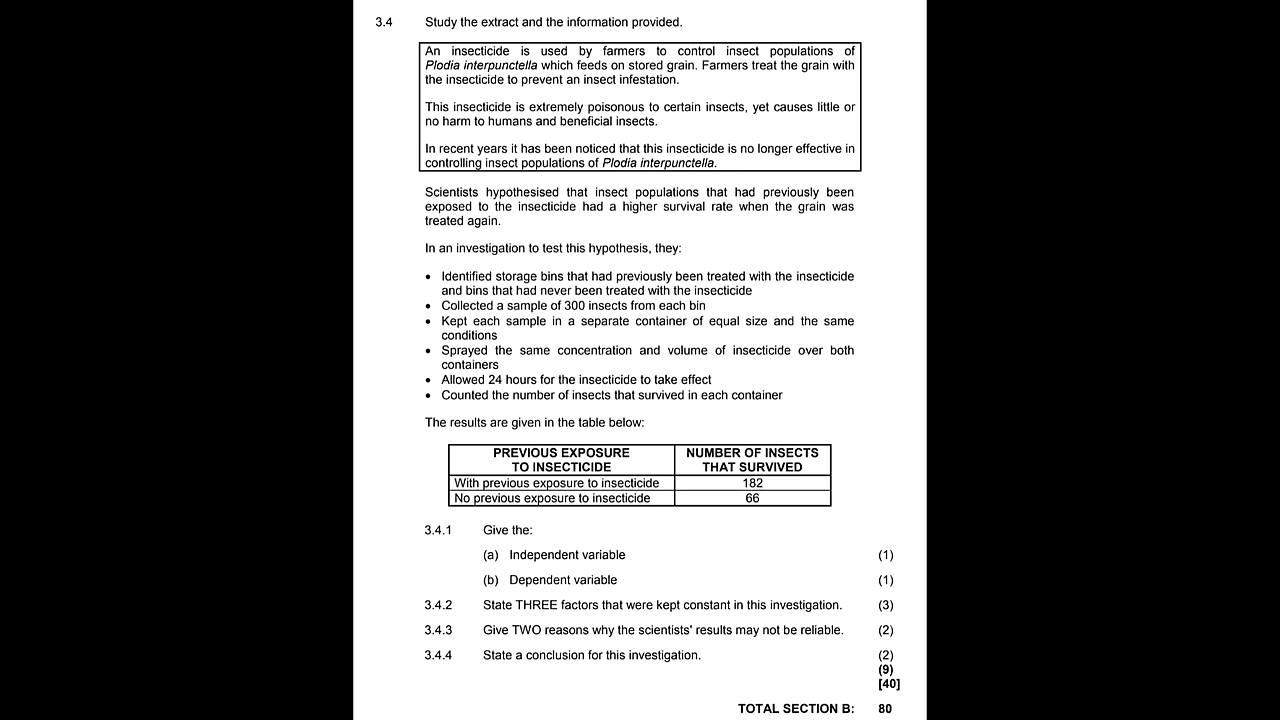 3.4 Study the extract and the information provided.
An insecticide is used by farmers to control insect populations of
Plodia interpunctella which feeds on stored grain. Farmers treat the grain with
the insecticide to prevent an insect infestation.
This insecticide is extremely poisonous to certain insects, yet causes little or
no harm to humans and beneficial insects.
In recent years it has been noticed that this insecticide is no longer effective in
controlling insect populations of Plodia interpunctella.
Scientists hypothesised that insect populations that had previously been
exposed to the insecticide had a higher survival rate when the grain was
treated again.
In an investigation to test this hypothesis, they:
• Identified storage bins that had previously been treated with the insecticide
and bins that had never been treated with the insecticide
• Collected a sample of 300 insects from each bin
• Kept each sample in a separate container of equal size and the same
conditions
• Sprayed the same concentration and volume of insecticide over both
containers
• Allowed 24 hours for the insecticide to take effect
• Counted the number of insects that survived in each container
The results are given in the table below:
PREVIOUS EXPOSURE NUMBER OF INSECTS
TO INSECTICIDE THAT SURVIVED
With previous exposure to insecticide 182
No previous exposure to insecticide 66
3.4.1 Give the:
(a) Independent variable (1)
(b) Dependent variable (1)
3.4.2 State THREE factors that were kept constant in this investigation. (3)
3.4.3 Give TWO reasons why the scientists' results may not be reliable. (2)
3.4.4 State a conclusion for this investigation. (2)
(9)
[40]
TOTAL SECTION B: 80